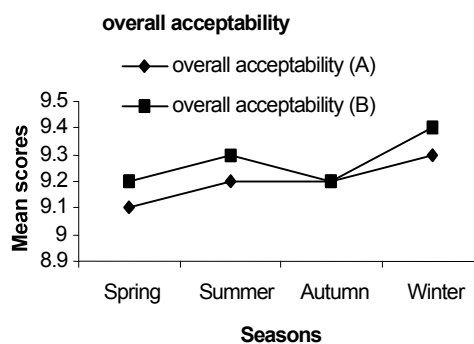 overall acceptability
overall acceptability (A)
overall acceptability (B)
Mean scores
9.5
9.4
9.3
9.2
9.1
9
8.9
Spring Summer Autumn Winter
Seasons